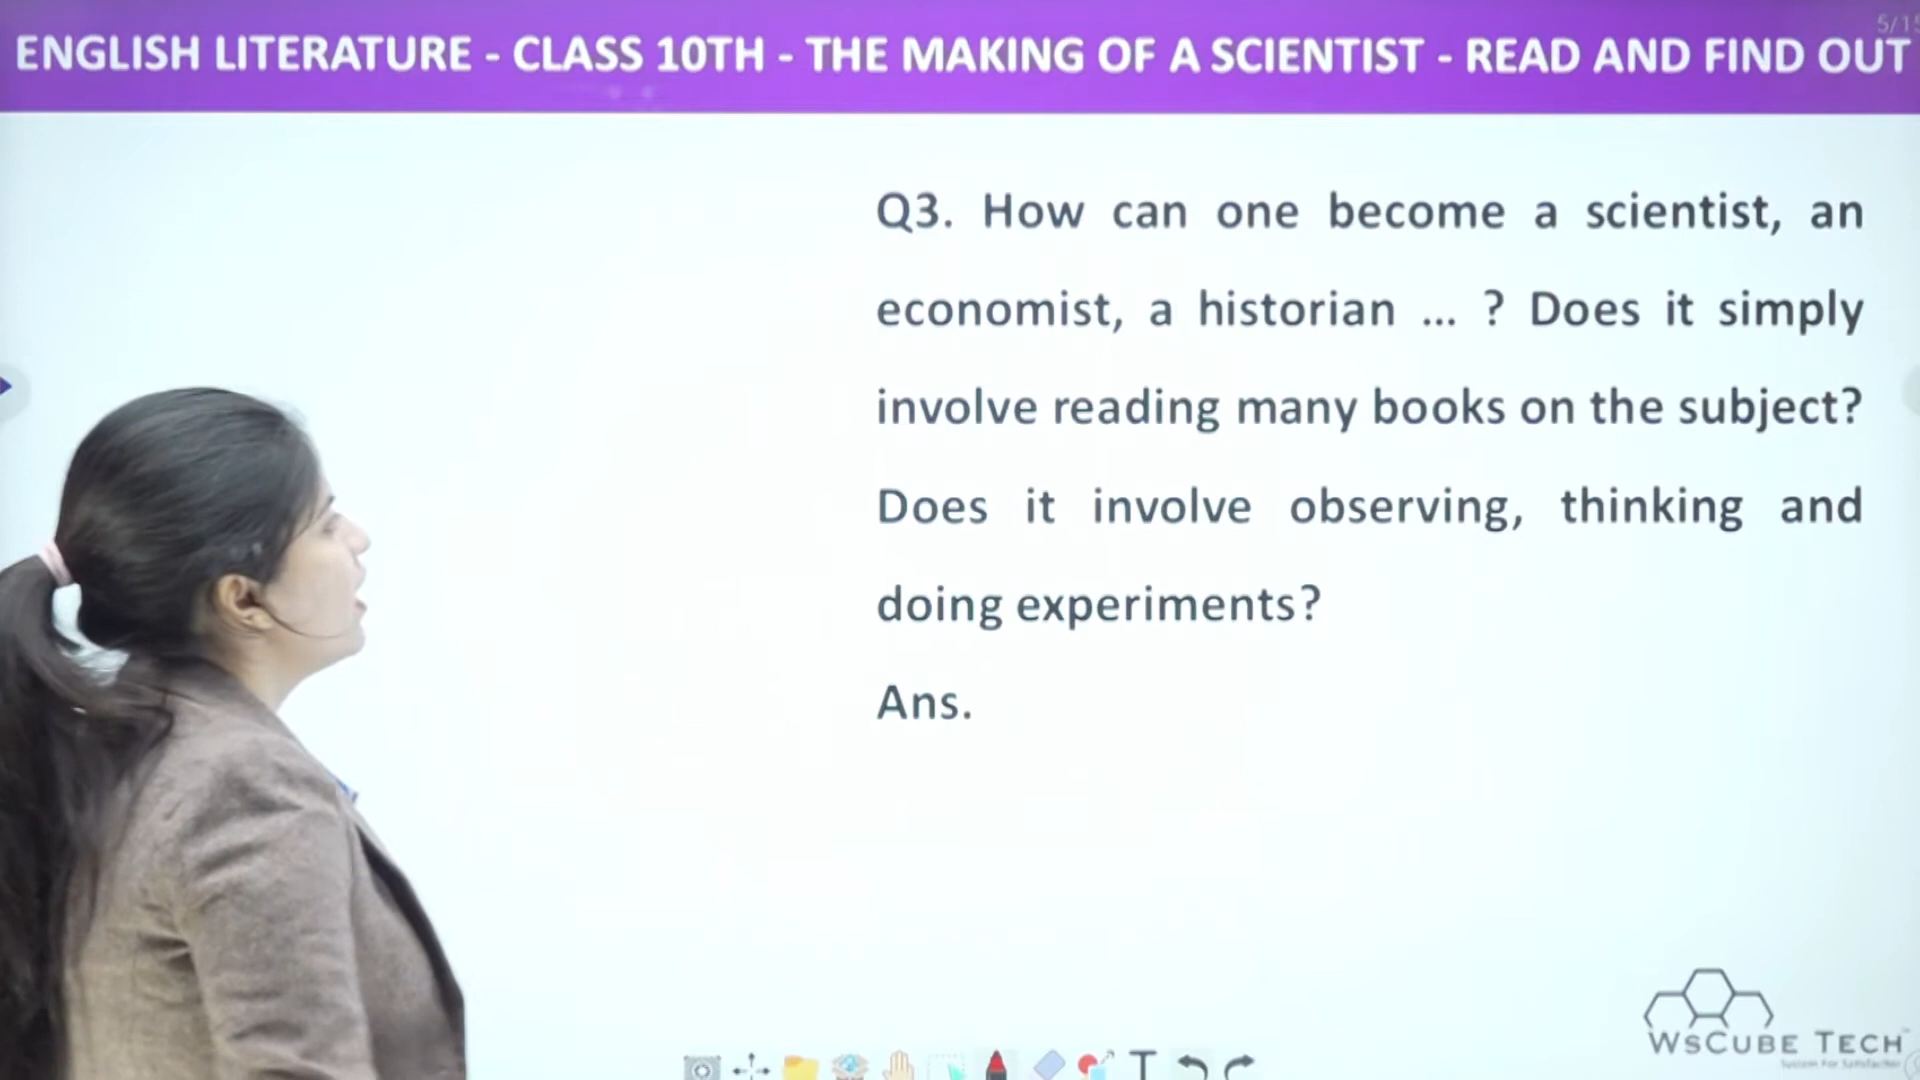 5/15
ENGLISH LITERATURE - CLASS 10TH - THE MAKING OF A SCIENTIST - READ AND FIND OUT
Q3. How can one become a scientist, an
economist, a historian ... ? Does it simply
involve reading many books on the subject?
Does it involve observing, thinking and
doing experiments?
Ans.
T
WsCube Tech